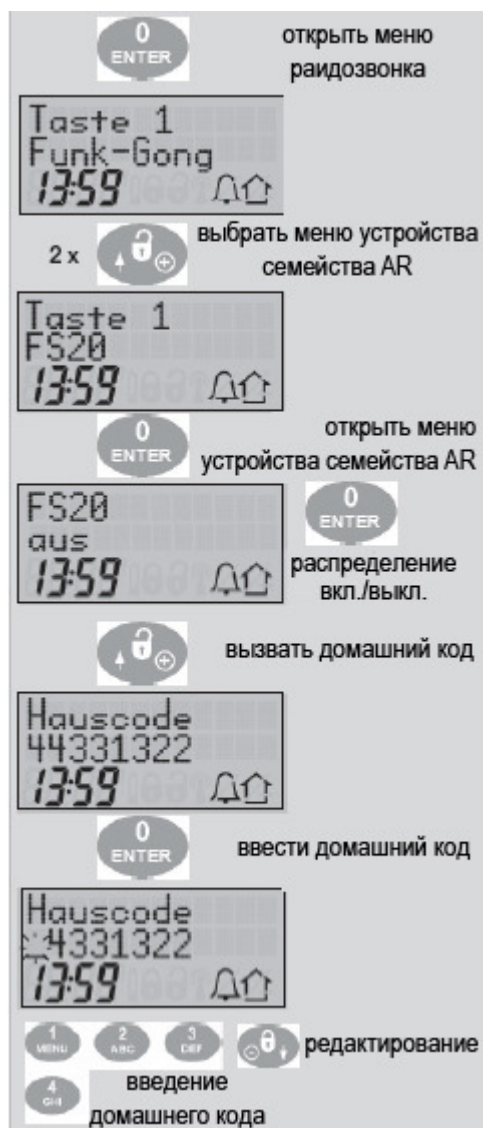 0
ENTER
открыть меню
раидозвонка
Taste 1
Funk-Gong
13:59
2 x
выбрать меню устройства
семейства AR
Taste 1
FS20
13:59
0
ENTER
открыть меню
устройства семейства AR
FS20
aus
13:59
0
ENTER
распределение
вкл./выкл.
вызвать домашний код
Hauscode
44331322
13:59
0
ENTER
ввести домашний код
Hauscode
4331322
13:59
1
MENU
2
ABC
3
DEF
редактирование
4
GHI
введение
домашнего кода